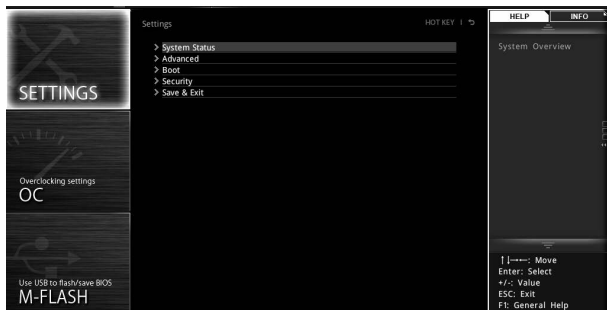 SETTINGS
Overclocking settings
OC
Use USB to flash/save BIOS
M-FLASH
Settings
HOT KEY
System Status
Advanced
Boot
Security
Save & Exit
HELP
INFO
System Overview
↑↓→←: Move
Enter: Select
+/-: Value
ESC: Exit
F1: General Help